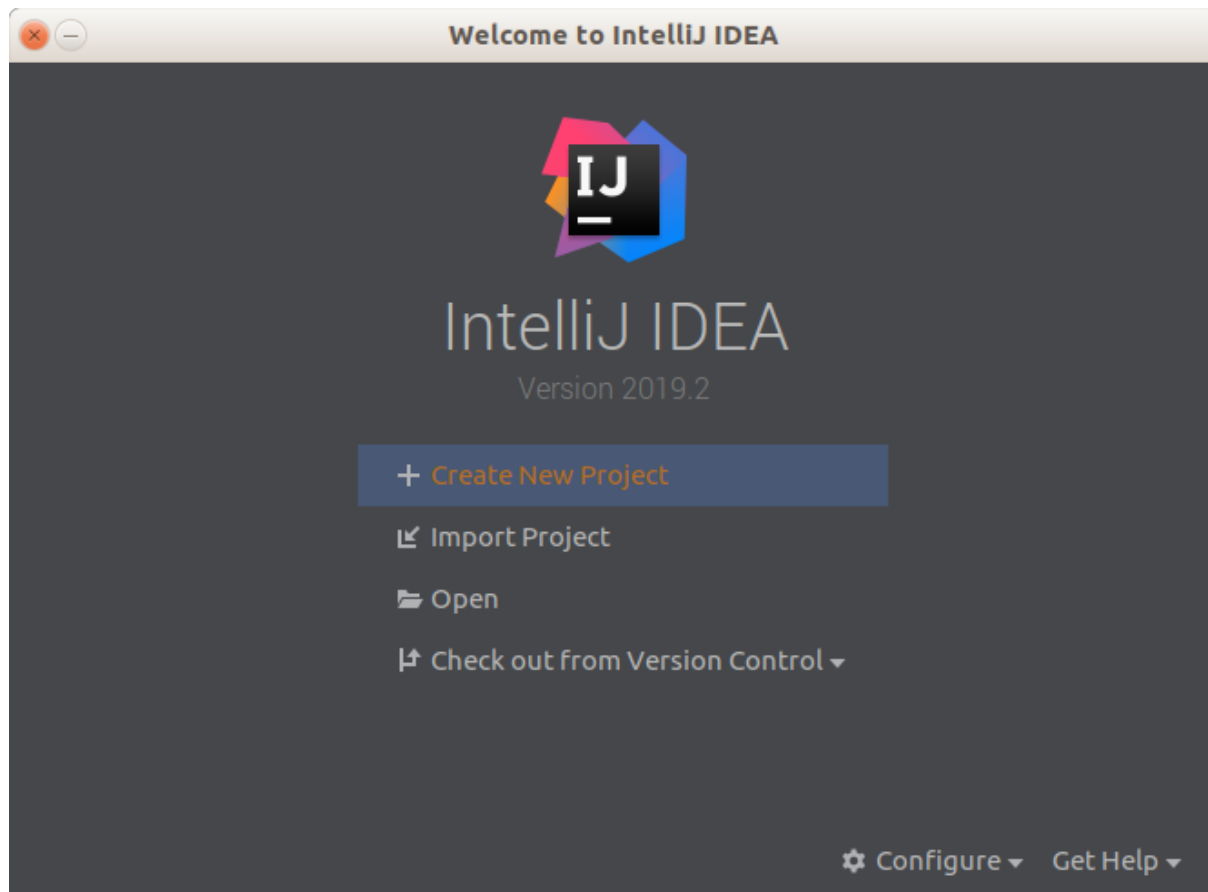 Welcome to IntelliJ IDEA
IJ
IntelliJ IDEA
Version 2019.2
Create New Project
Import Project
Open
Check out from Version Control
Configure Get Help